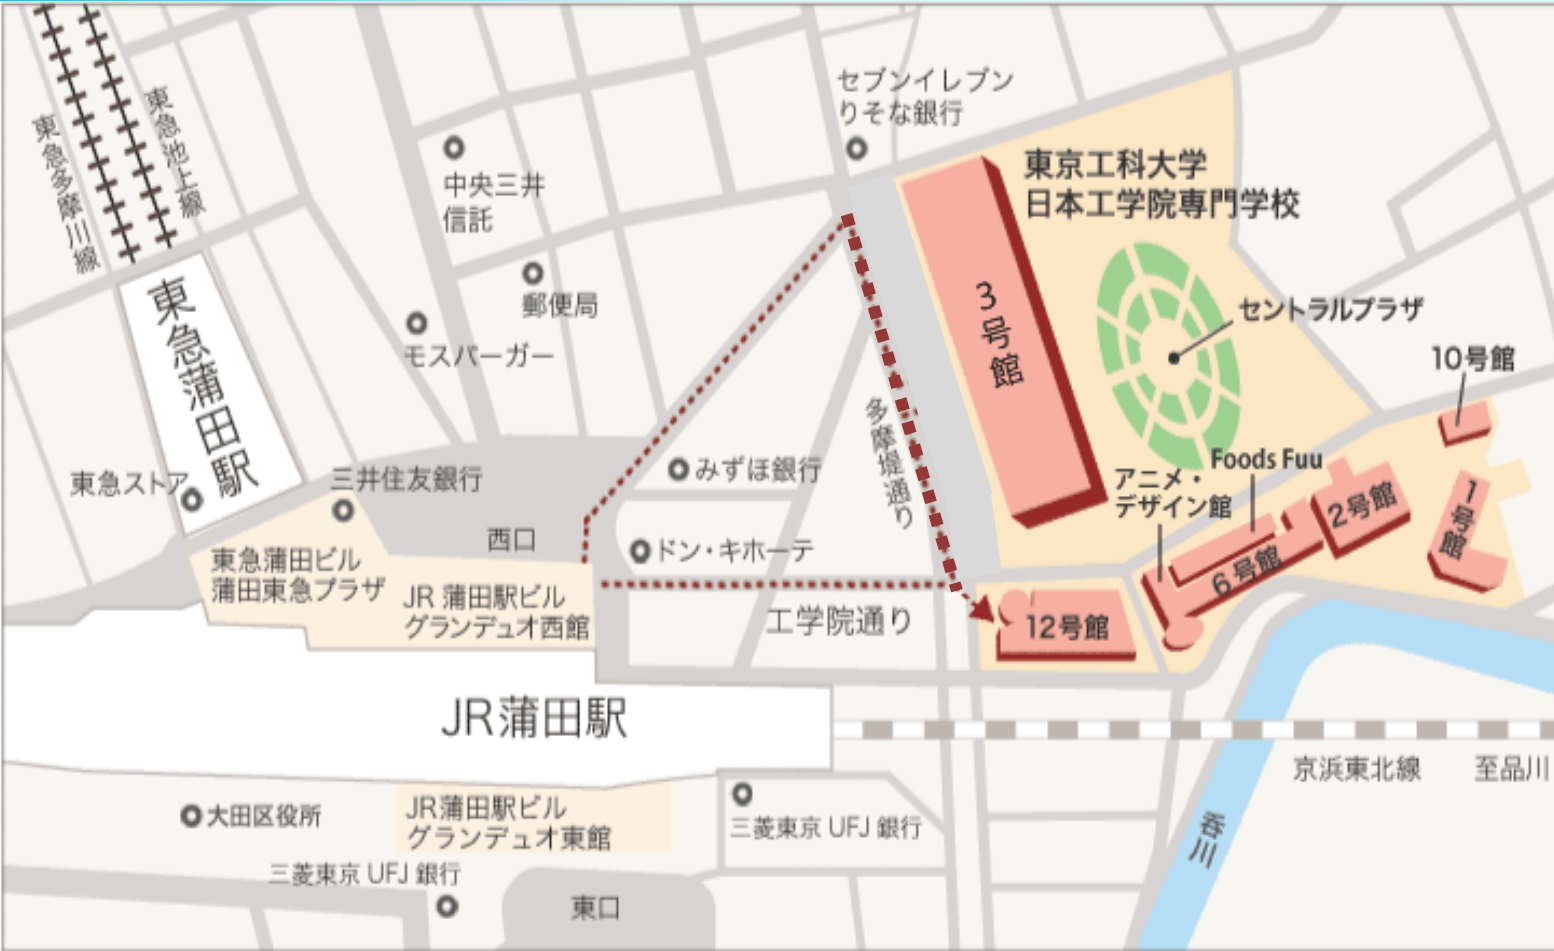 東急多摩川線
東急池上線
セブンイレブン
りそな銀行
中央三井
信託
東京工科大学
日本工学院専門学校
郵便局
3号館
セントラルプラザ
東急蒲田駅
モスバーガー
10号館
多摩堤通り
みずほ銀行
Foods Fuu
アニメ・
デザイン館
東急ストア
三井住友銀行
2号館
1号館
西口
ドン・キホーテ
6号館
東急蒲田ビル
蒲田東急プラザ
JR 蒲田駅ビル
グランデュオ西館
工学院通り
12号館
JR蒲田駅
京浜東北線
至品川
大田区役所
JR蒲田駅ビル
グランデュオ東館
三菱東京 UFJ 銀行
呑川
三菱東京 UFJ 銀行
東口